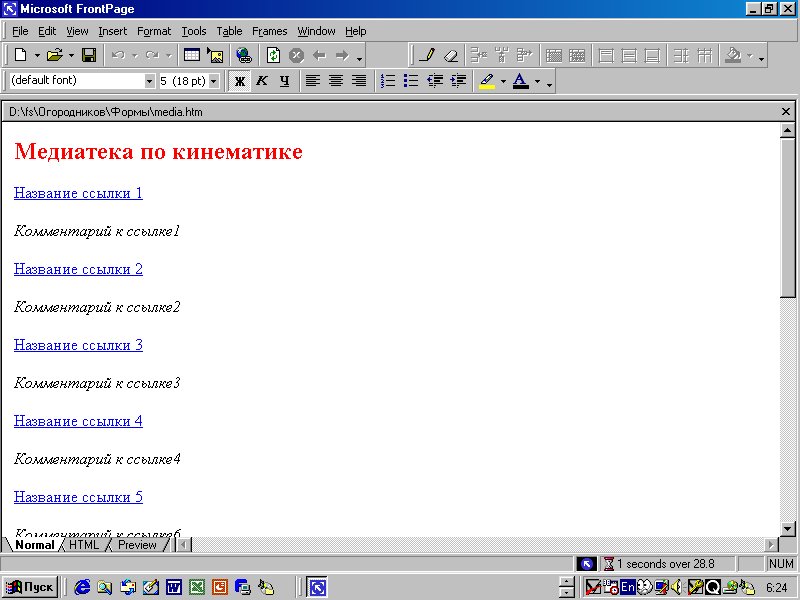 Microsoft FrontPage
File Edit View Insert Format Tools Table Frames Window Help
(default font) 5 (18 pt) Ж К Ч A
D:\fs\Огородников\Формы\media.htm
Медиатека по кинематике
Название ссылки 1
Комментарий к ссылке1
Название ссылки 2
Комментарий к ссылке2
Название ссылки 3
Комментарий к ссылке3
Название ссылки 4
Комментарий к ссылке4
Название ссылки 5
Комментарий к ссылке6
Normal HTML Preview
1 seconds over 28.8 NUM
Пуск En 6:24